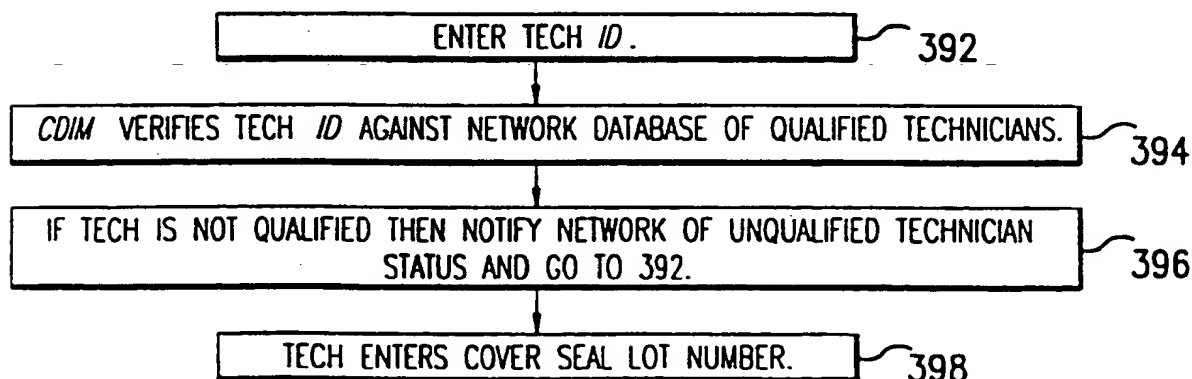 ENTER TECH ID.
392
CDIM VERIFIES TECH ID AGAINST NETWORK DATABASE OF QUALIFIED TECHNICIANS.
394
IF TECH IS NOT QUALIFIED THEN NOTIFY NETWORK OF UNQUALIFIED TECHNICIAN
STATUS AND GO TO 392.
396
TECH ENTERS COVER SEAL LOT NUMBER.
398